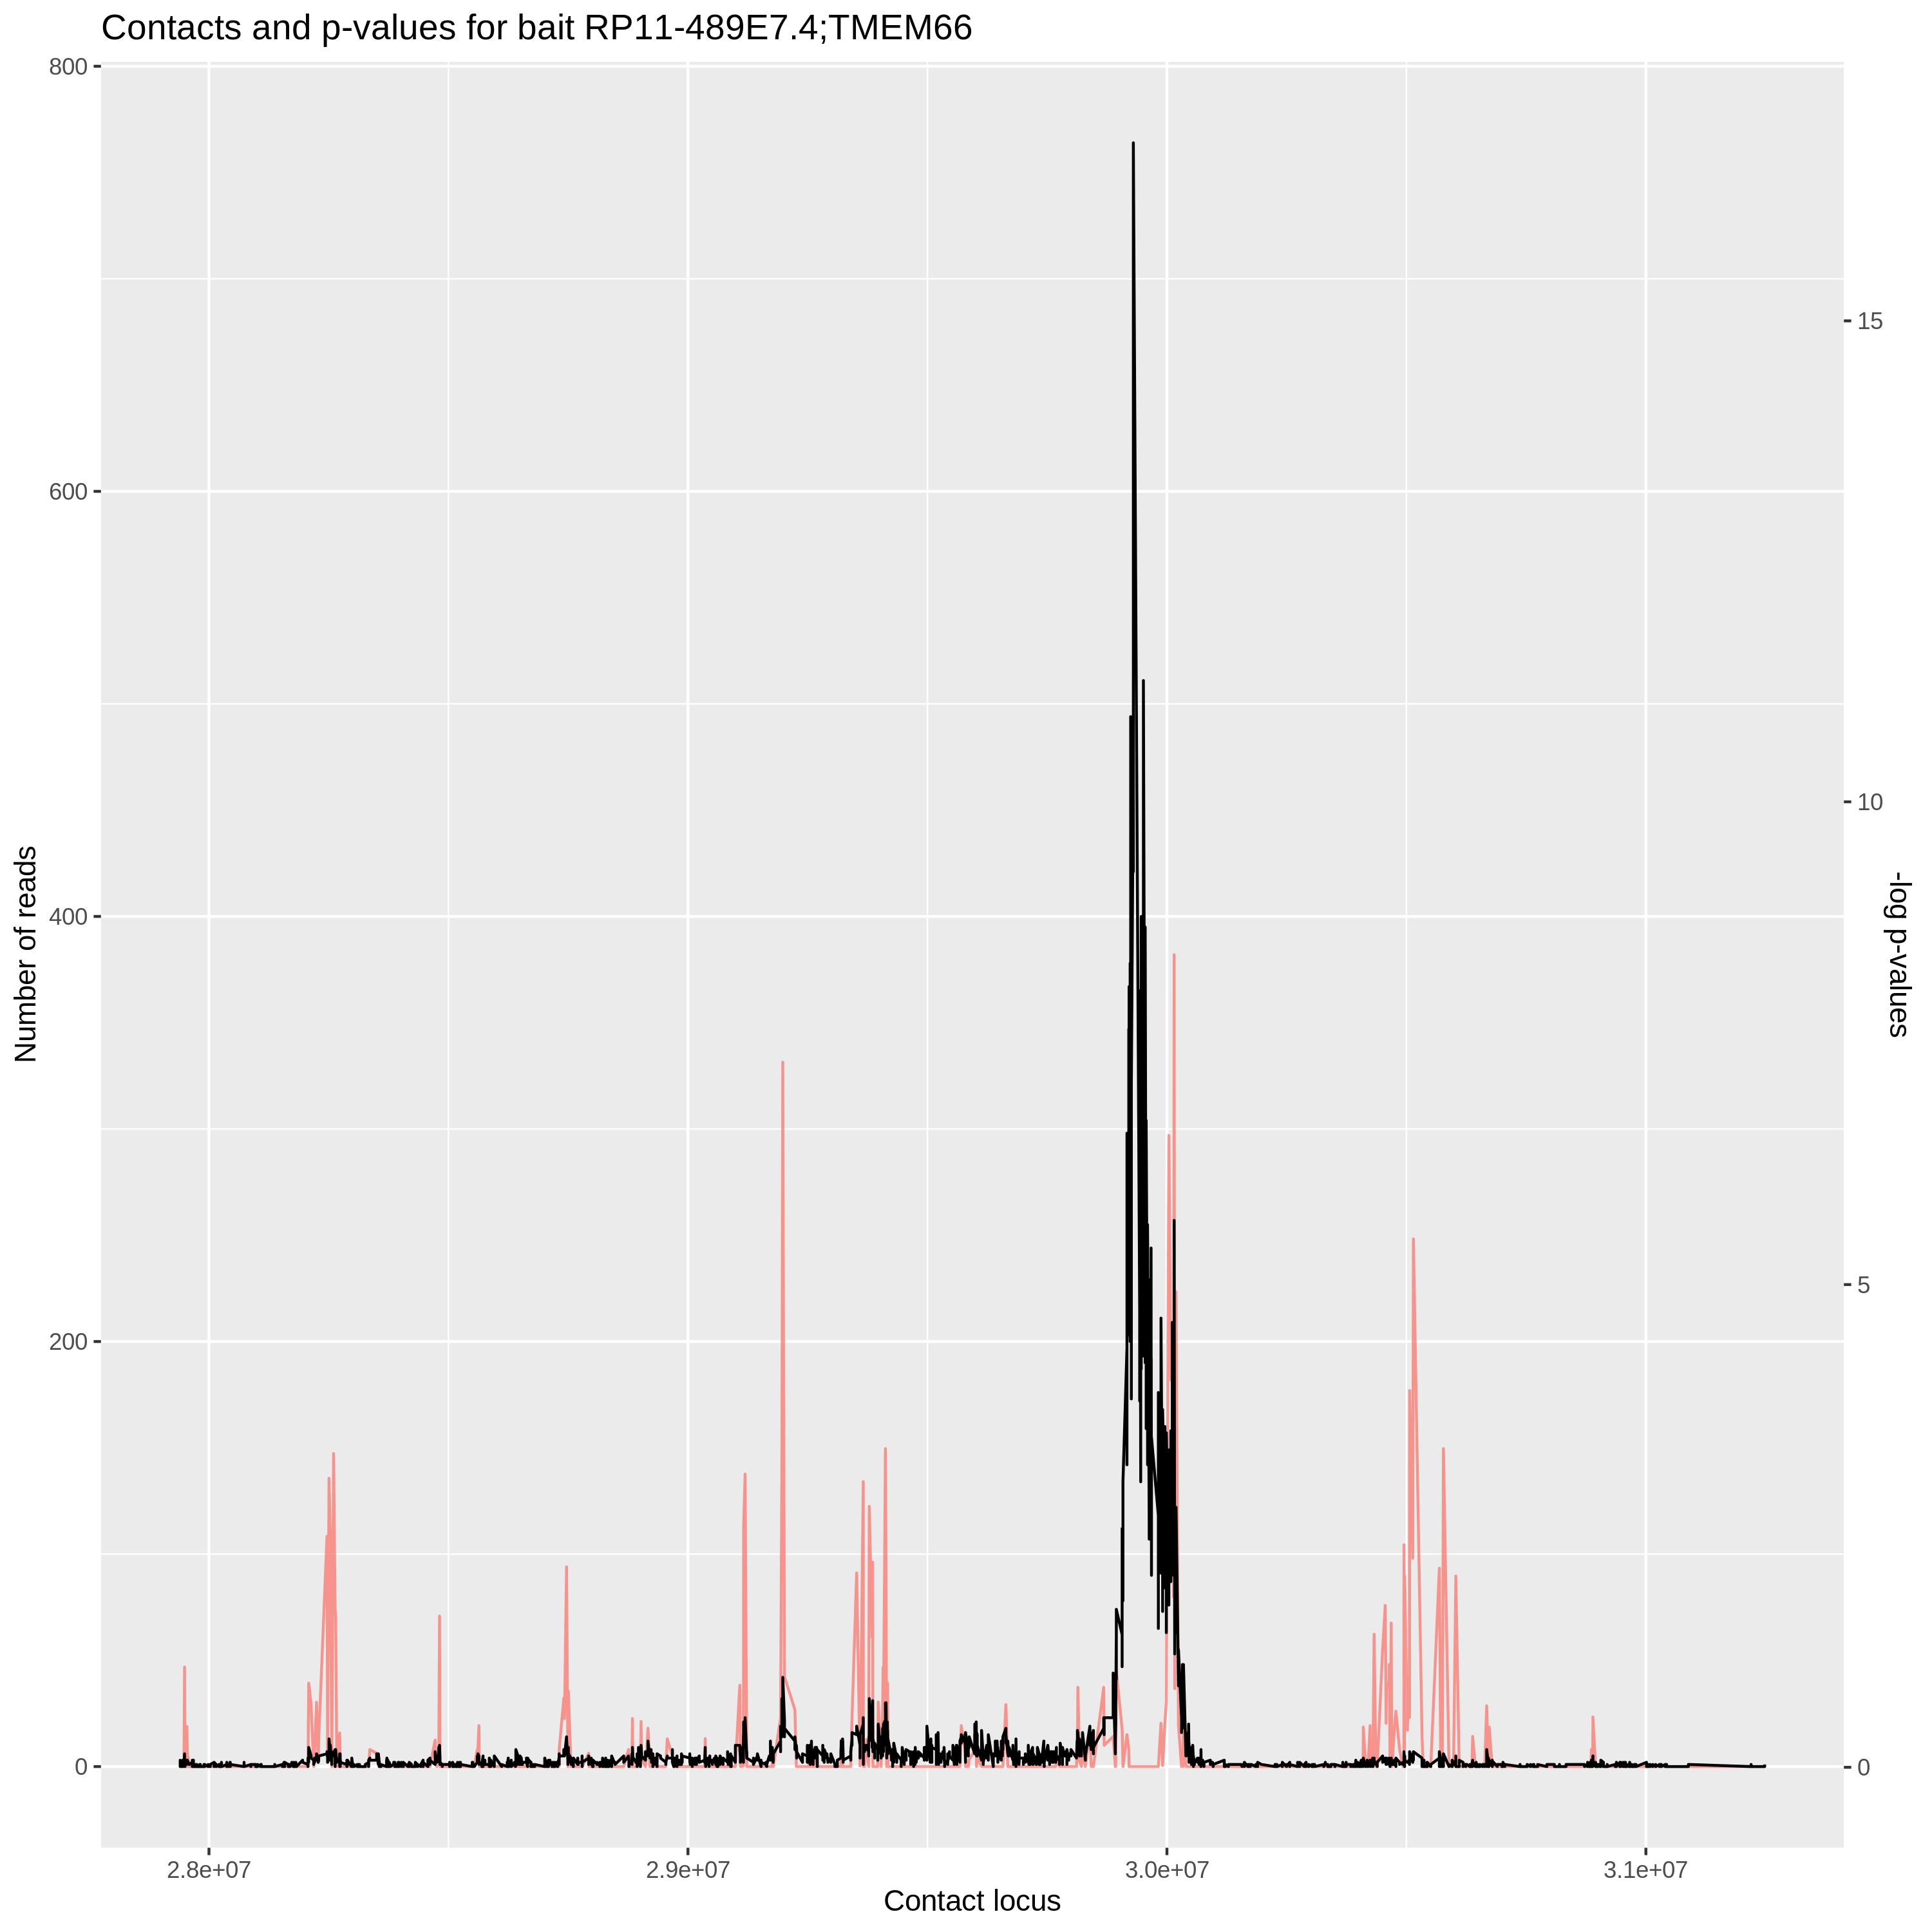 Contacts and p-values for bait RP11-489E7.4;TMEM66
800
600
400
200
0
15
10
5
0
Number of reads
-log p-values
2.8e+07 2.9e+07 3.0e+07 3.1e+07
Contact locus